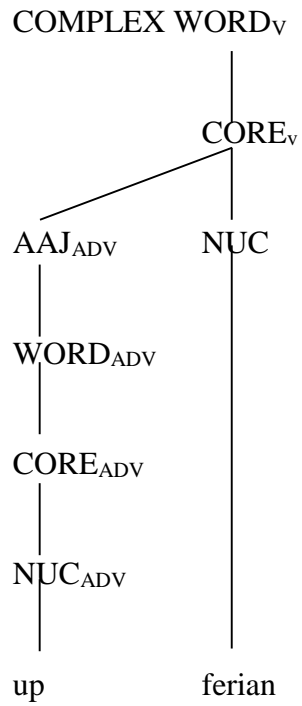 COMPLEX WORDV
COREv
AAJADV NUC
WORDADV
COREADV
NUCADV
up ferian